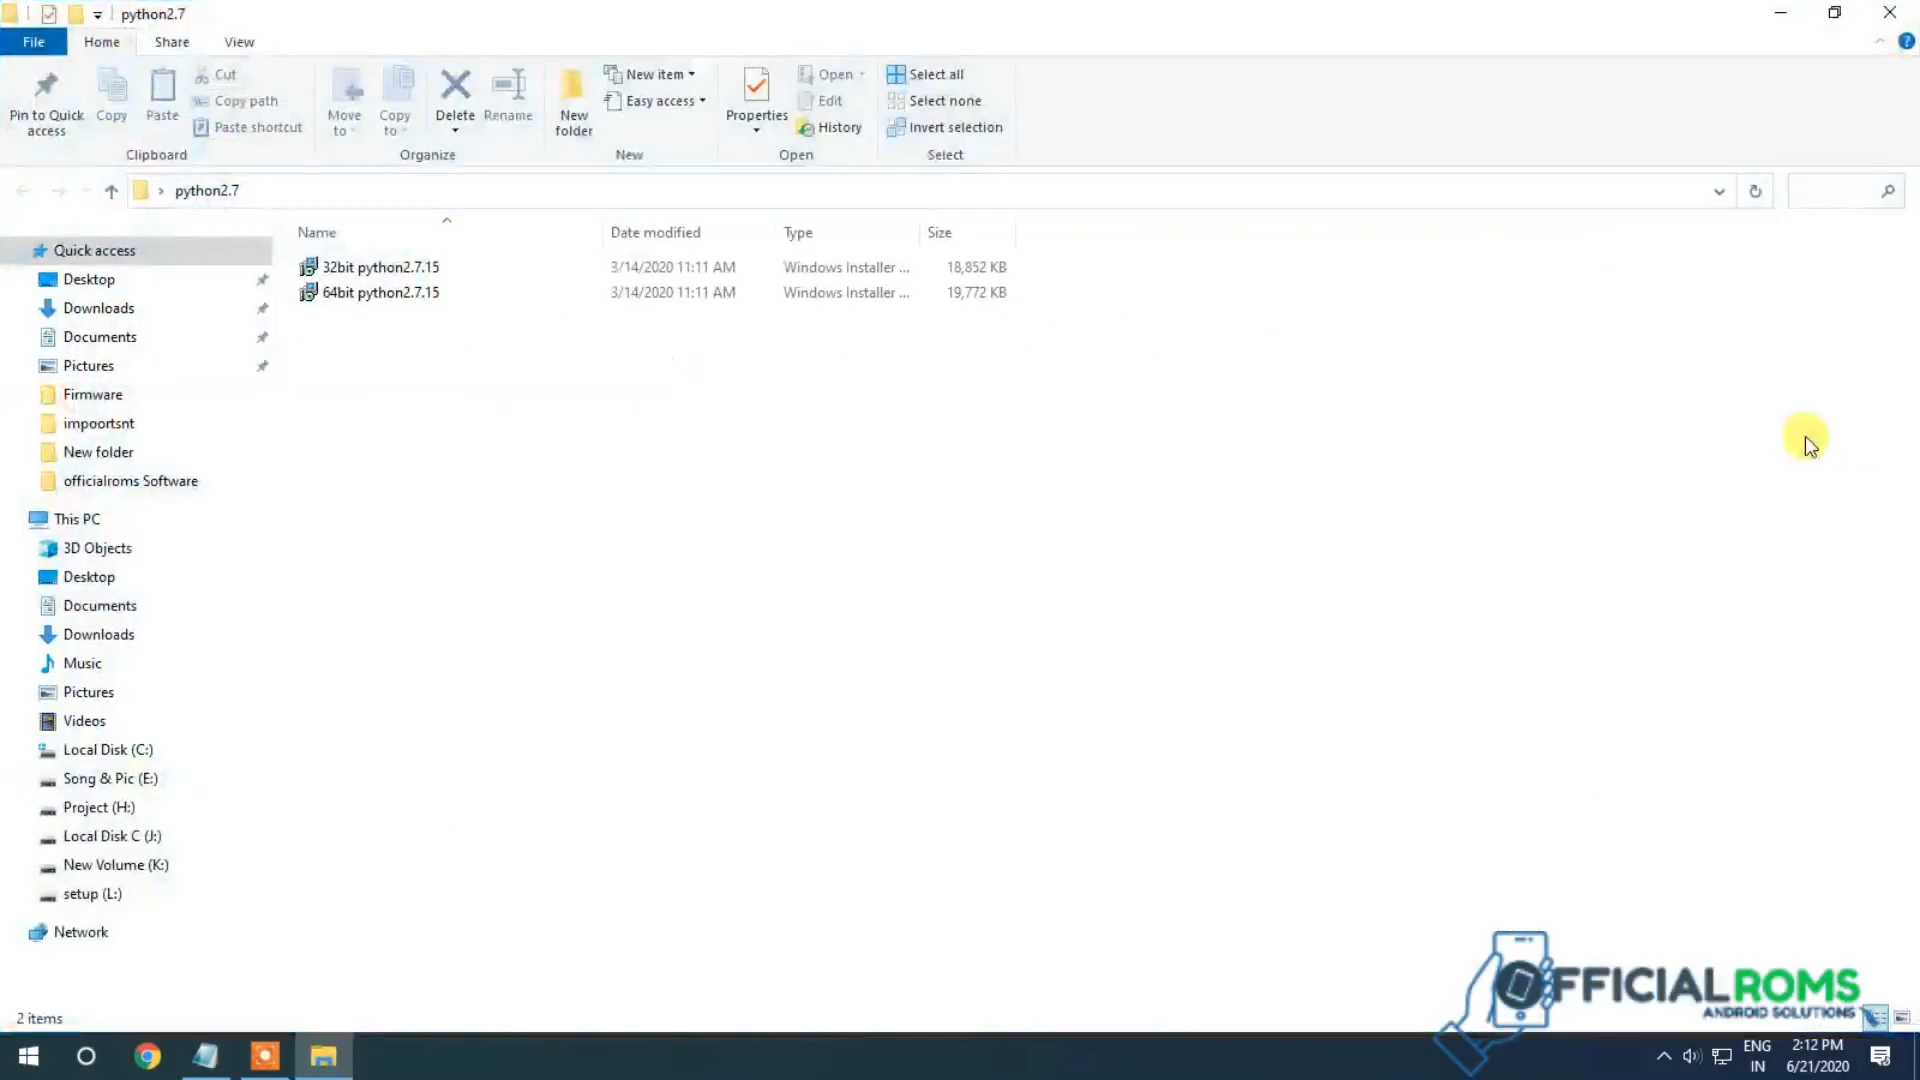 python2.7
File Home Share View
Pin to Quick access
Copy
Paste
Cut
Copy path
Paste shortcut
Clipboard
Move to
Copy to
Delete
Rename
Organize
New folder
New item
Easy access
New
Properties
Open
Edit
History
Open
Select all
Select none
Invert selection
Select
python2.7
Name Date modified Type Size
32bit python2.7.15 3/14/2020 11:11 AM Windows Installer ... 18,852 KB
64bit python2.7.15 3/14/2020 11:11 AM Windows Installer ... 19,772 KB
Quick access
Desktop
Downloads
Documents
Pictures
Firmware
impoortsnt
New folder
officialroms Software
This PC
3D Objects
Desktop
Documents
Downloads
Music
Pictures
Videos
Local Disk (C:)
Song & Pic (E:)
Project (H:)
Local Disk C (J:)
New Volume (K:)
setup (L:)
Network
2 items
OFFICIALROMS
ANDROID SOLUTIONS
ENG
IN
2:12 PM
6/21/2020